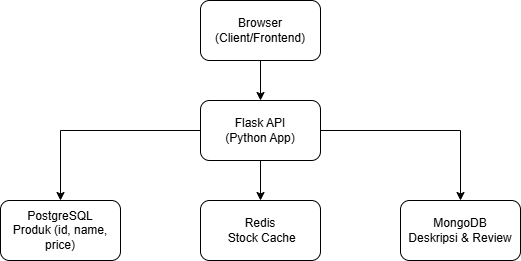 Browser
(Client/Frontend)
Flask API
(Python App)
PostgreSQL
Produk (id, name,
price)
Redis
Stock Cache
MongoDB
Deskripsi & Review